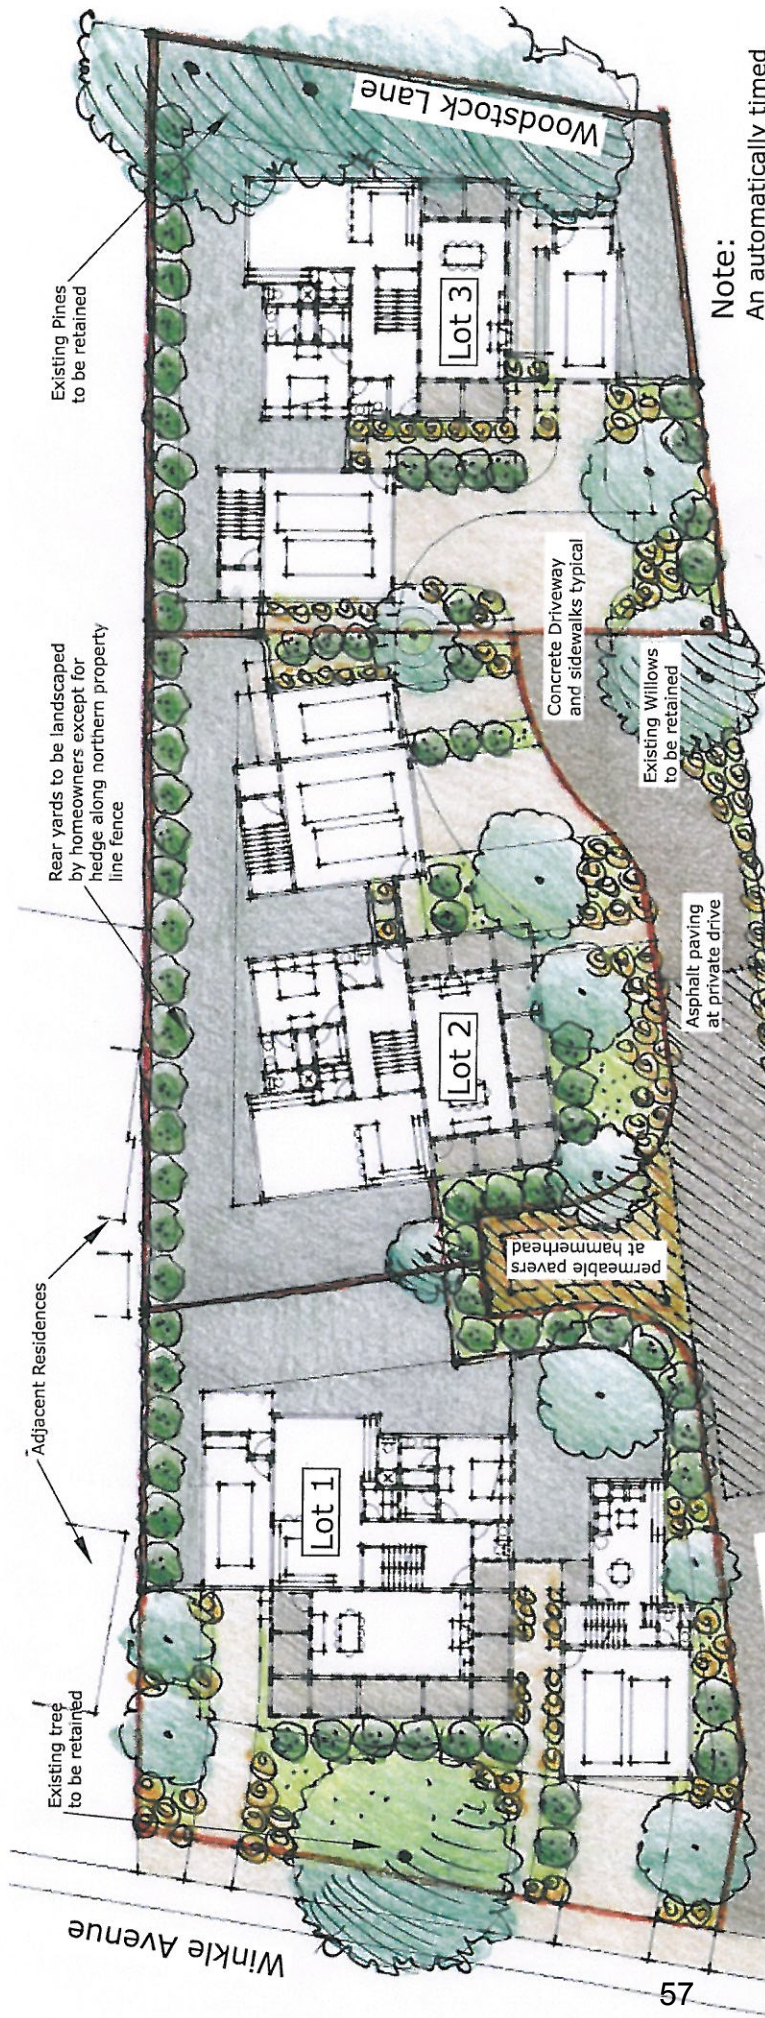 Woodstock Lane
Existing Pines
to be retained
Note:
An automatically timed
Lot 3
Concrete Driveway
and sidewalks typical
Existing Willows
to be retained
Rear yards to be landscaped
by homeowners except for
hedge along northern property
line fence
Asphalt paving
at private drive
Lot 2
permeable pavers
at hammerhead
Adjacent Residences
Lot 1
Existing tree
to be retained
Winkle Avenue
57